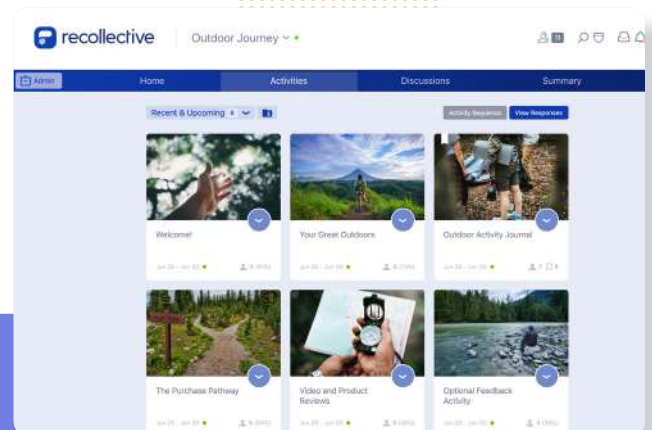 recollective
Outdoor Journey
11
Admin
Home
Activities
Discussions
Summary
Recent & Upcoming
Activity Sequence
View Responses
Welcome!
Your Great Outdoors
Outdoor Activity Journal
The Purchase Pathway
Video and Product
Reviews
Optional Feedback
Activity